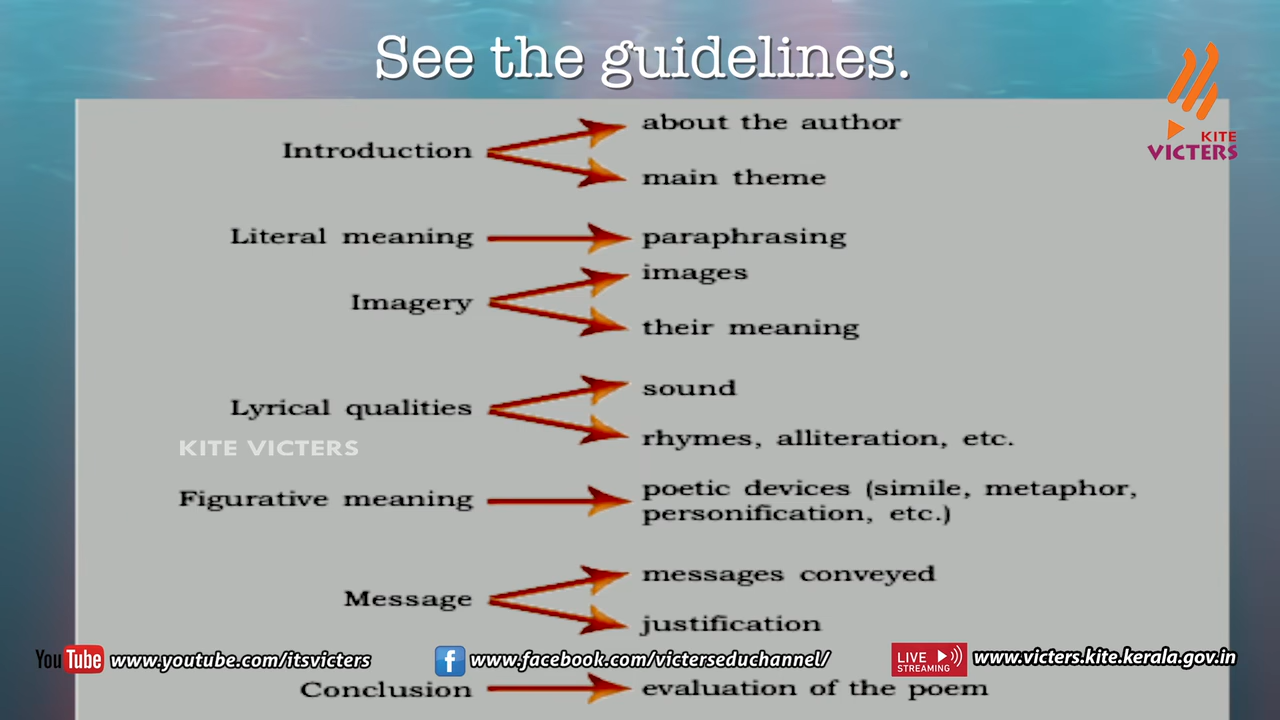 See the guidelines.
KITE
VICTERS
Introduction
about the author
main theme
Literal meaning
paraphrasing
Imagery
images
their meaning
Lyrical qualities
sound
rhymes, alliteration, etc.
KITE VICTERS
Figurative meaning
poetic devices (simile, metaphor,
personification, etc.)
Message
messages conveyed
justification
YouTube www.youtube.com/itsvicters
f www.facebook.com/victerseduchannel/
LIVE
STREAMING
www.victers.kite.kerala.gov.in
Conclusion
evaluation of the poem